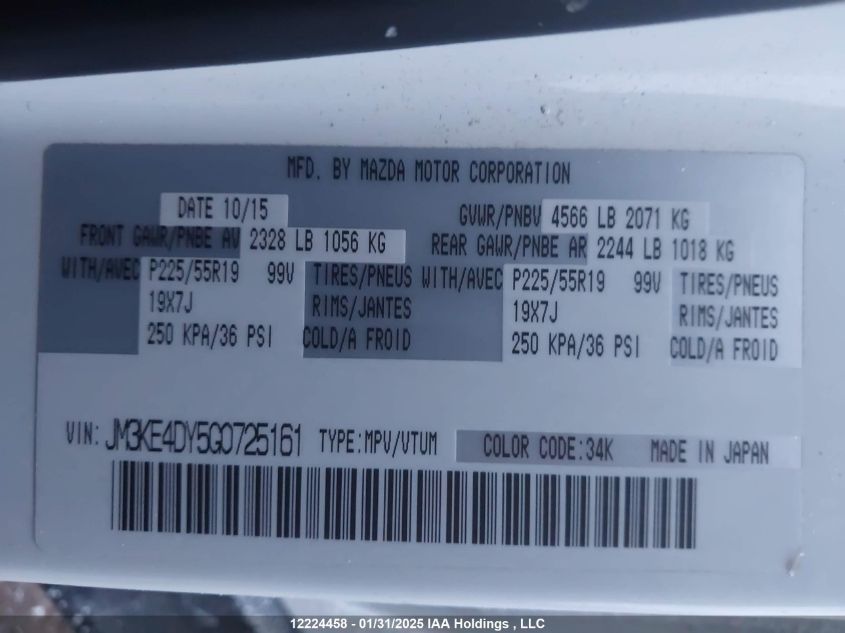 MFD. BY MAZDA MOTOR CORPORATION
DATE 10/15 GVWR/PNBV 4566 LB 2071 KG
FRONT GAWR/PNBE AV 2328 LB 1056 KG REAR GAWR/PNBE AR 2244 LB 1018 KG
WITH/AVEC P225/55R19 99V TIRES/PNEUS WITH/AVEC P225/55R19 99V TIRES/PNEUS
19X7J RIMS/JANTES 19X7J RIMS/JANTES
250 KPA/36 PSI COLD/A FROID 250 KPA/36 PSI COLD/A FROID
VIN: JM3KE4DY5G0725161 TYPE:MPV/VTUM COLOR CODE:34K MADE IN JAPAN
12224458 - 01/31/2025 IAA Holdings , LLC